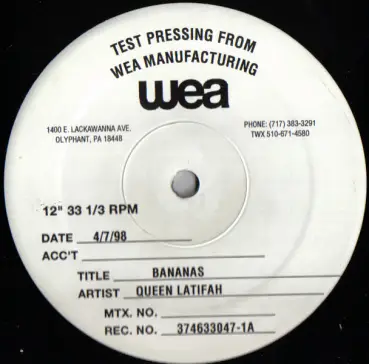 TEST PRESSING FROM
WEA MANUFACTURING
wea
1400 E. LACKAWANNA AVE.
OLYPHANT, PA 18448
PHONE: (717) 383-3291
TWX 510-671-4580
12" 33 1/3 RPM
DATE 4/7/98
ACC'T
TITLE BANANAS
ARTIST QUEEN LATIFAH
MTX. NO.
REC. NO. 374633047-1A